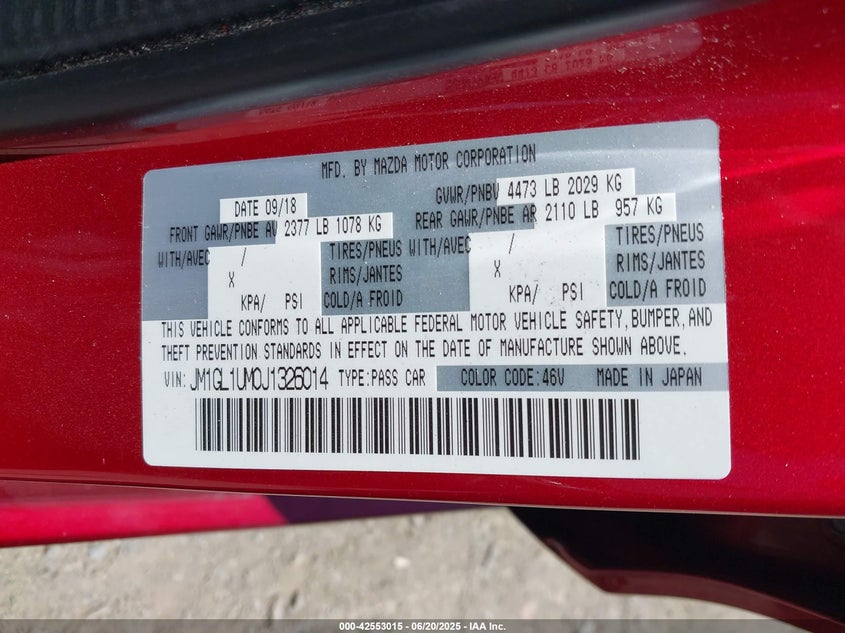 MFD. BY MAZDA MOTOR CORPORATION
DATE 09/18 GVWR/PNBV 4473 LB 2029 KG
FRONT GAWR/PNBE AV 2377 LB 1078 KG REAR GAWR/PNBE AR 2110 LB 957 KG
WITH/AVEC / TIRES/PNEUS WITH/AVEC / TIRES/PNEUS
X RIMS/JANTES X RIMS/JANTES
KPA/ PSI COLD/A FROID KPA/ PSI COLD/A FROID
THIS VEHICLE CONFORMS TO ALL APPLICABLE FEDERAL MOTOR VEHICLE SAFETY, BUMPER, AND
THEFT PREVENTION STANDARDS IN EFFECT ON THE DATE OF MANUFACTURE SHOWN ABOVE.
VIN: JM1GL1UM0J1326014 TYPE:PASS CAR COLOR CODE:46V MADE IN JAPAN
000-42553015 - 06/20/2025 - IAA Inc.